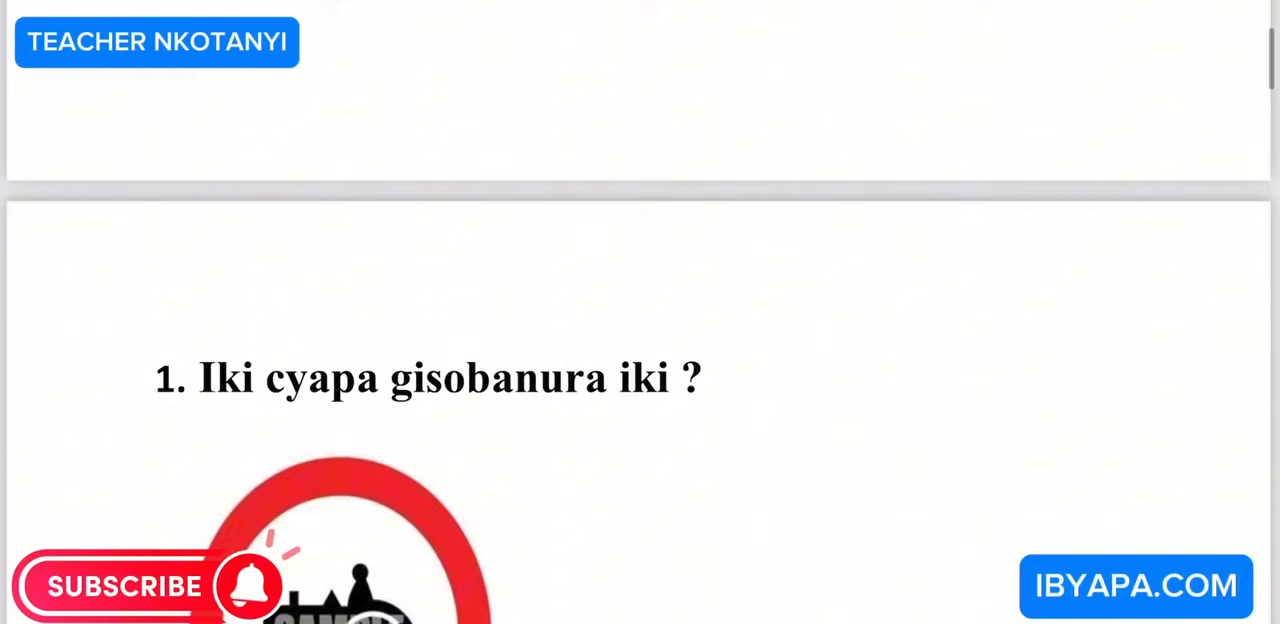 TEACHER NKOTANYI
1. Iki cyapa gisobanura iki ?
SUBSCRIBE
IBYAPA.COM